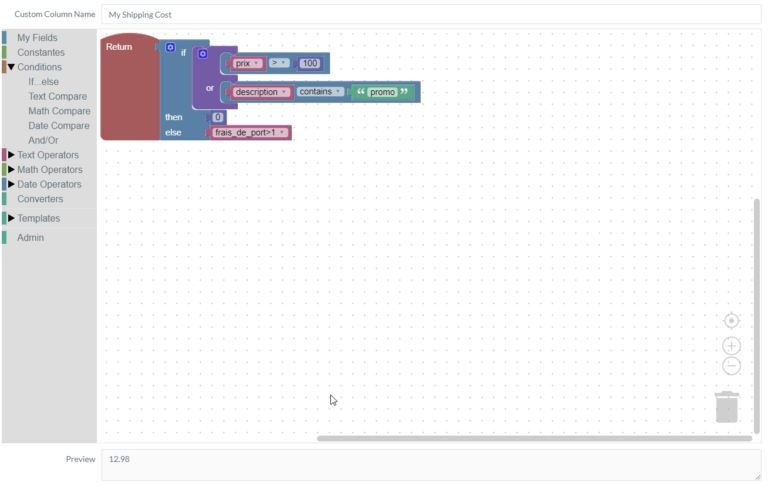 Custom Column Name
My Shipping Cost
My Fields
Constantes
Conditions
If...else
Text Compare
Math Compare
Date Compare
And/Or
Text Operators
Math Operators
Date Operators
Converters
Templates
Admin
Return
if
prix > 100
or
description contains “ promo ”
then 0
else frais_de_port>1
Preview
12.98